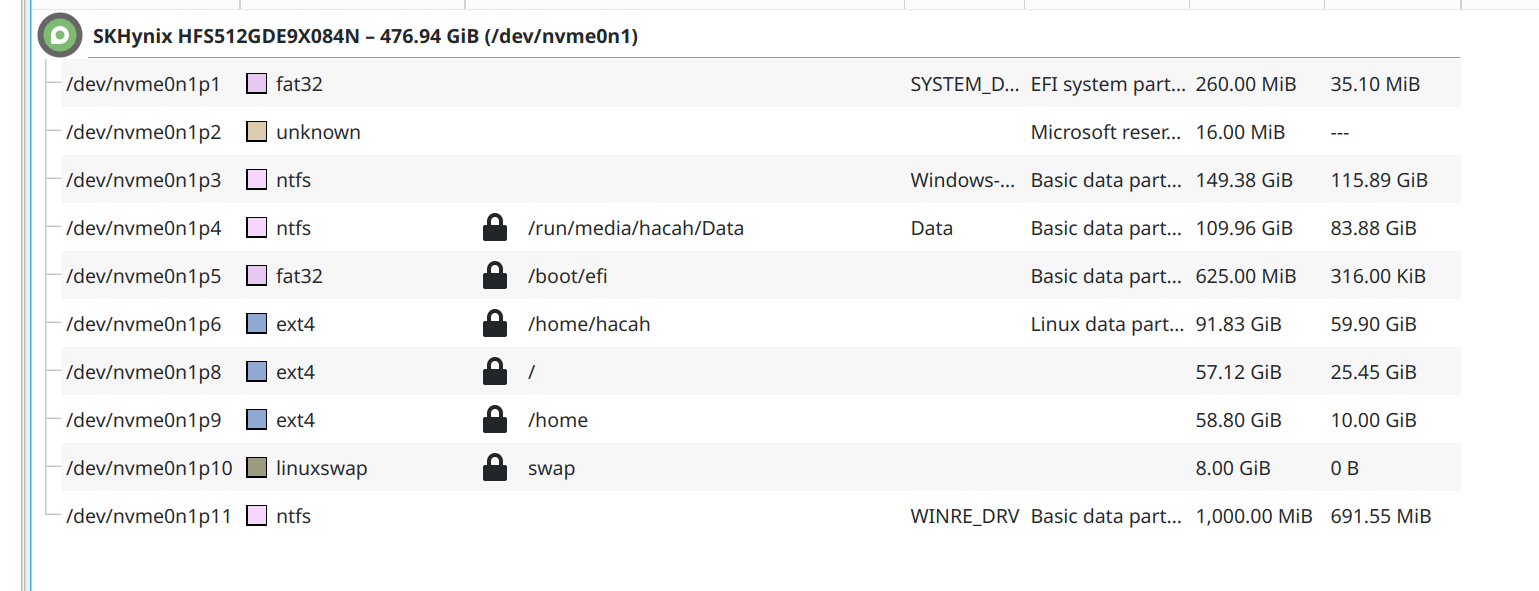 SKHynix HFS512GDE9X084N – 476.94 GiB (/dev/nvme0n1)
/dev/nvme0n1p1 fat32 SYSTEM_D... EFI system part... 260.00 MiB 35.10 MiB
/dev/nvme0n1p2 unknown Microsoft reser... 16.00 MiB ---
/dev/nvme0n1p3 ntfs Windows-... Basic data part... 149.38 GiB 115.89 GiB
/dev/nvme0n1p4 ntfs /run/media/hacah/Data Data Basic data part... 109.96 GiB 83.88 GiB
/dev/nvme0n1p5 fat32 /boot/efi Basic data part... 625.00 MiB 316.00 KiB
/dev/nvme0n1p6 ext4 /home/hacah Linux data part... 91.83 GiB 59.90 GiB
/dev/nvme0n1p8 ext4 / 57.12 GiB 25.45 GiB
/dev/nvme0n1p9 ext4 /home 58.80 GiB 10.00 GiB
/dev/nvme0n1p10 linuxswap swap 8.00 GiB 0 B
/dev/nvme0n1p11 ntfs WINRE_DRV Basic data part... 1,000.00 MiB 691.55 MiB